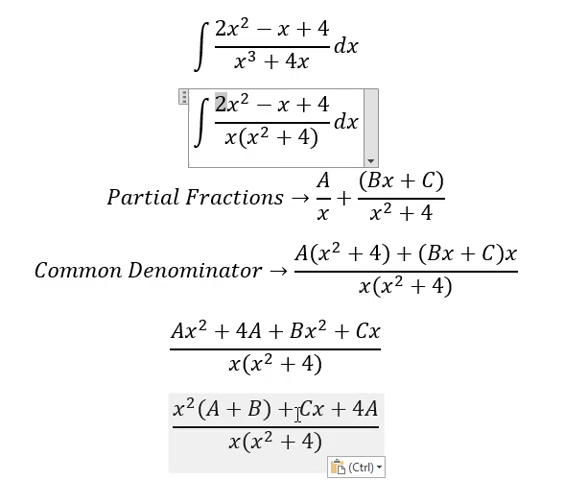 ∫ (2x² − x + 4)/(x³ + 4x) dx
∫ (2x² − x + 4)/(x(x² + 4)) dx
Partial Fractions → A/x + (Bx + C)/(x² + 4)
Common Denominator → (A(x² + 4) + (Bx + C)x)/(x(x² + 4))
(Ax² + 4A + Bx² + Cx)/(x(x² + 4))
(x²(A + B) + Cx + 4A)/(x(x² + 4))
(Ctrl)